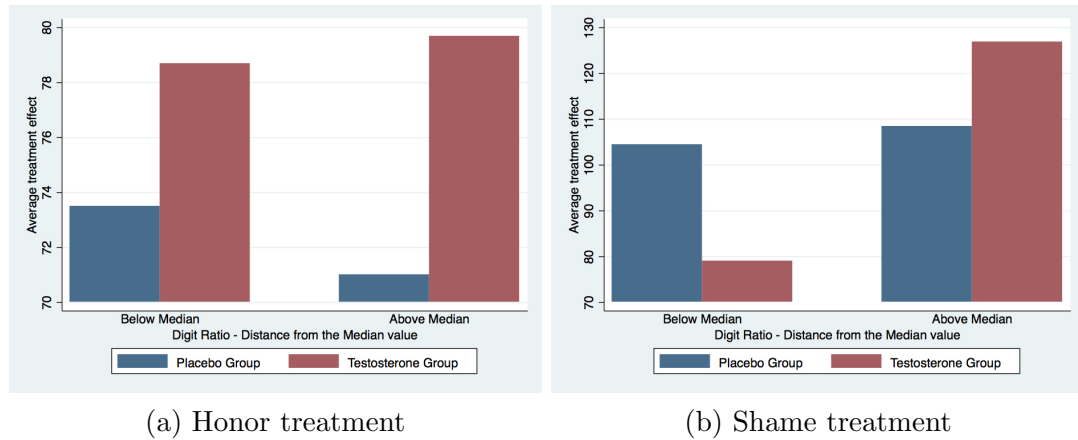 Average treatment effect
80
78
76
74
72
70
Below Median
Above Median
Digit Ratio - Distance from the Median value
Placebo Group
Testosterone Group
(a) Honor treatment
Average treatment effect
130
120
110
100
90
80
70
Below Median
Above Median
Digit Ratio - Distance from the Median value
Placebo Group
Testosterone Group
(b) Shame treatment